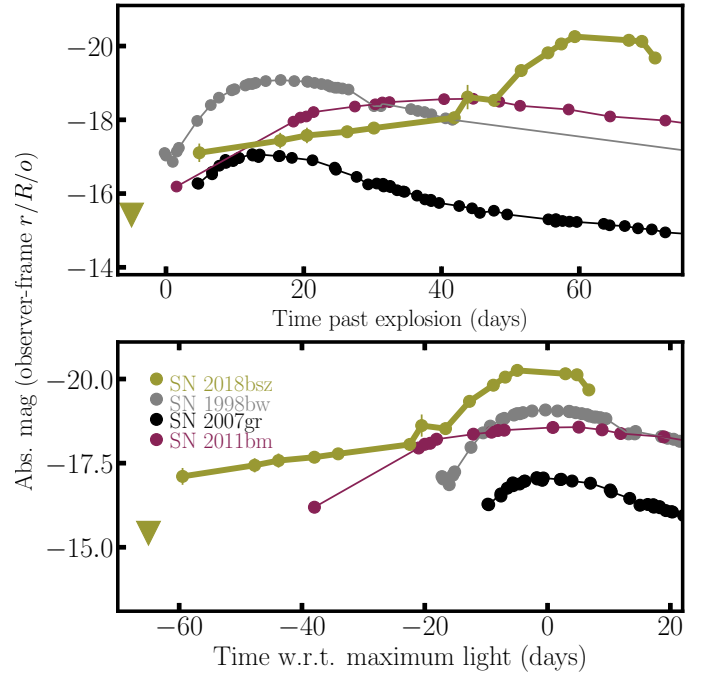 −20
−18
−16
−14
0
20
40
60
Time past explosion (days)
Abs. mag (observer-frame r/R/o)
−20.0
−17.5
−15.0
SN 2018bsz
SN 1998bw
SN 2007gr
SN 2011bm
−60
−40
−20
0
20
Time w.r.t. maximum light (days)